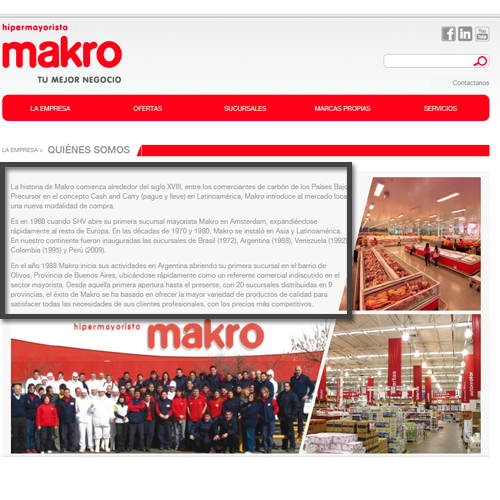 hipermayorista
makro
TU MEJOR NEGOCIO
Contactanos
LA EMPRESA OFERTAS SUCURSALES MARCAS PROPIAS SERVICIOS
LA EMPRESA > QUIÉNES SOMOS
La historia de Makro comienza alrededor del siglo XVIII, entre los comerciantes de carbón de los Países Bajo
Precursor en el concepto Cash and Carry (pague y lleve) en Latinoamérica, Makro introduce al mercado loca
una nueva modalidad de compra.
Es en 1968 cuando SHV abre su primera sucursal mayorista Makro en Amsterdam, expandiéndose
rápidamente al resto de Europa. En las décadas de 1970 y 1980, Makro se instaló en Asia y Latinoamérica.
En nuestro continente fueron inauguradas las sucursales de Brasil (1972), Argentina (1988), Venezuela (1992)
Colombia (1995) y Perú (2009).
En el año 1988 Makro inicia sus actividades en Argentina abriendo su primera sucursal en el barrio de
Olivos, Provincia de Buenos Aires, ubicándose rápidamente como un referente comercial indiscutido en el
sector mayorista. Desde aquella primera apertura hasta el presente, con 20 sucursales distribuidas en 9
provincias, el éxito de Makro se ha basado en ofrecer la mayor variedad de productos de calidad para
satisfacer todas las necesidades de sus clientes profesionales, con los precios más competitivos.
hipermayorista
makro